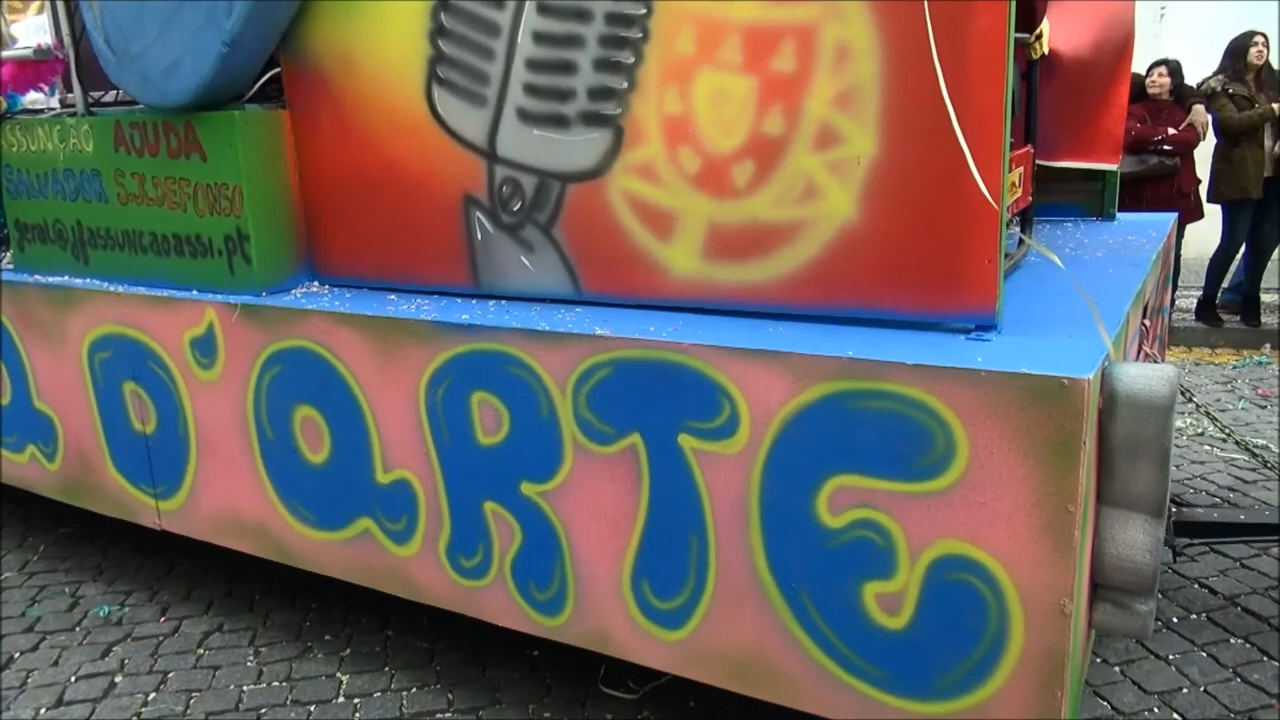 ASSUNÇÃO AJUDA
SALVADOR S.ILDEFONSO
geral@jfassuncaoassi.pt
A D'ARTE